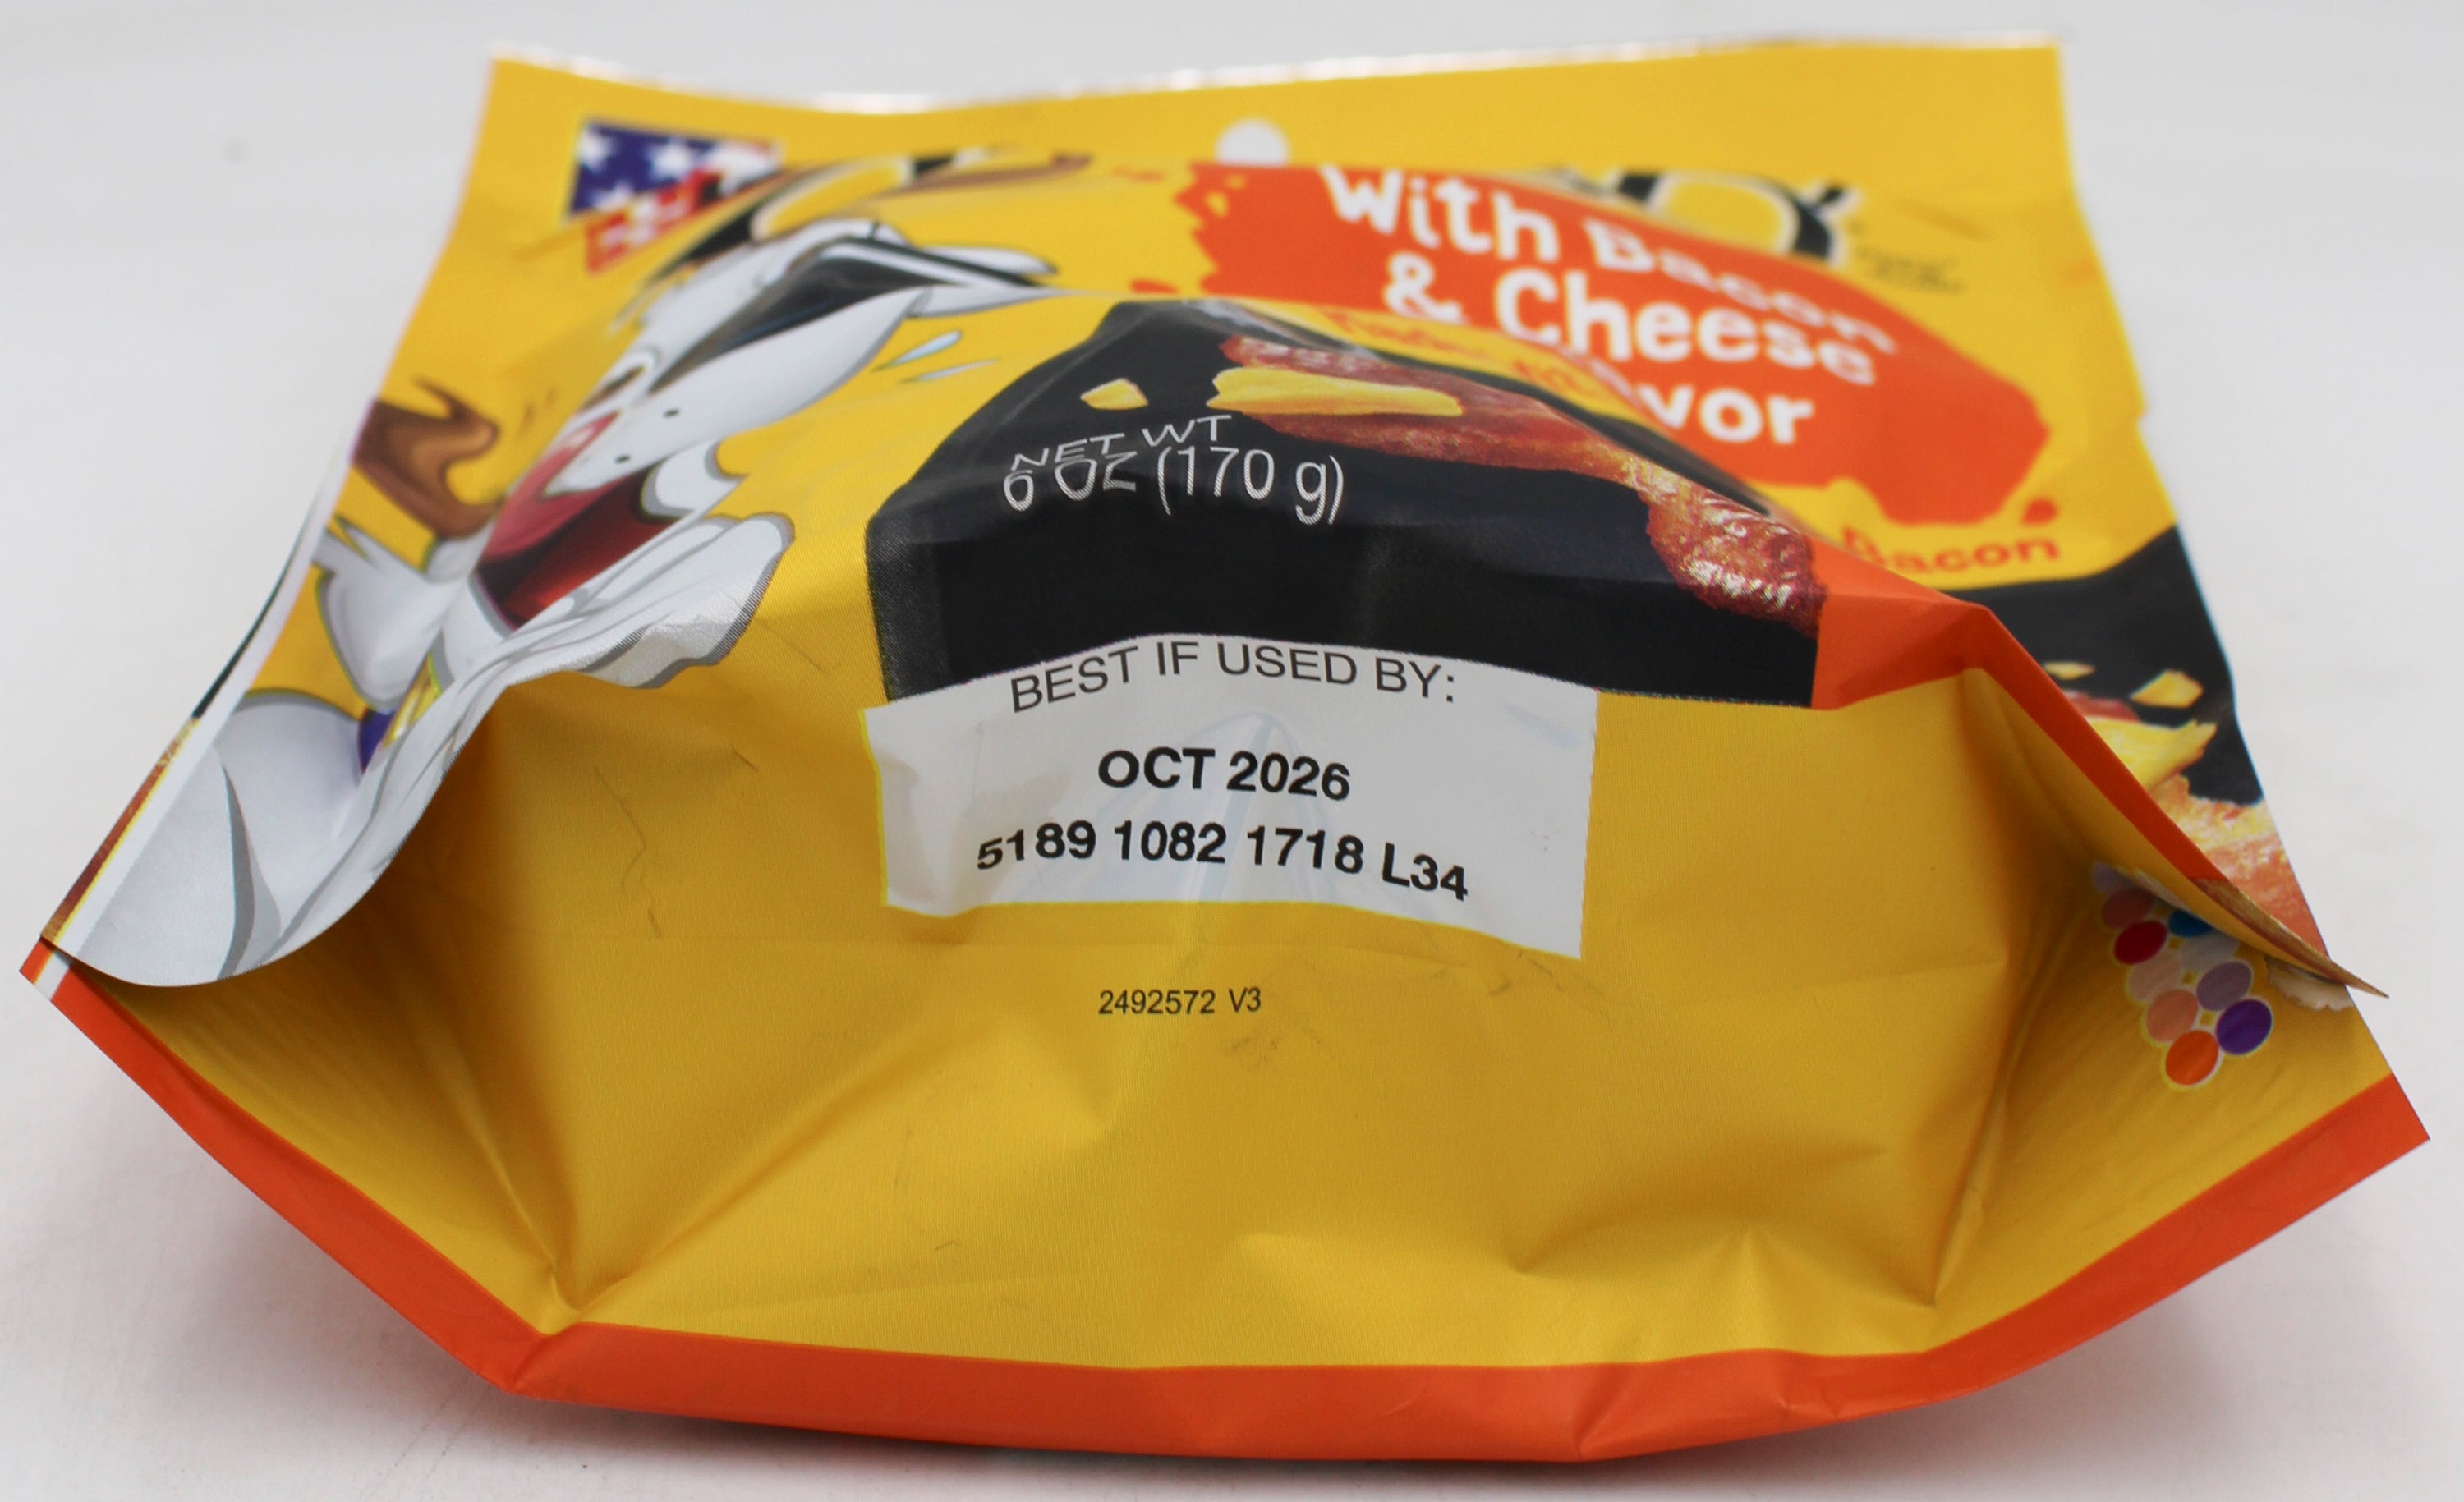 With Bacon
& Cheese
Flavor
Bacon
NET WT
6 OZ (170 g)
BEST IF USED BY:
OCT 2026
5189 1082 1718 L34
2492572 V3